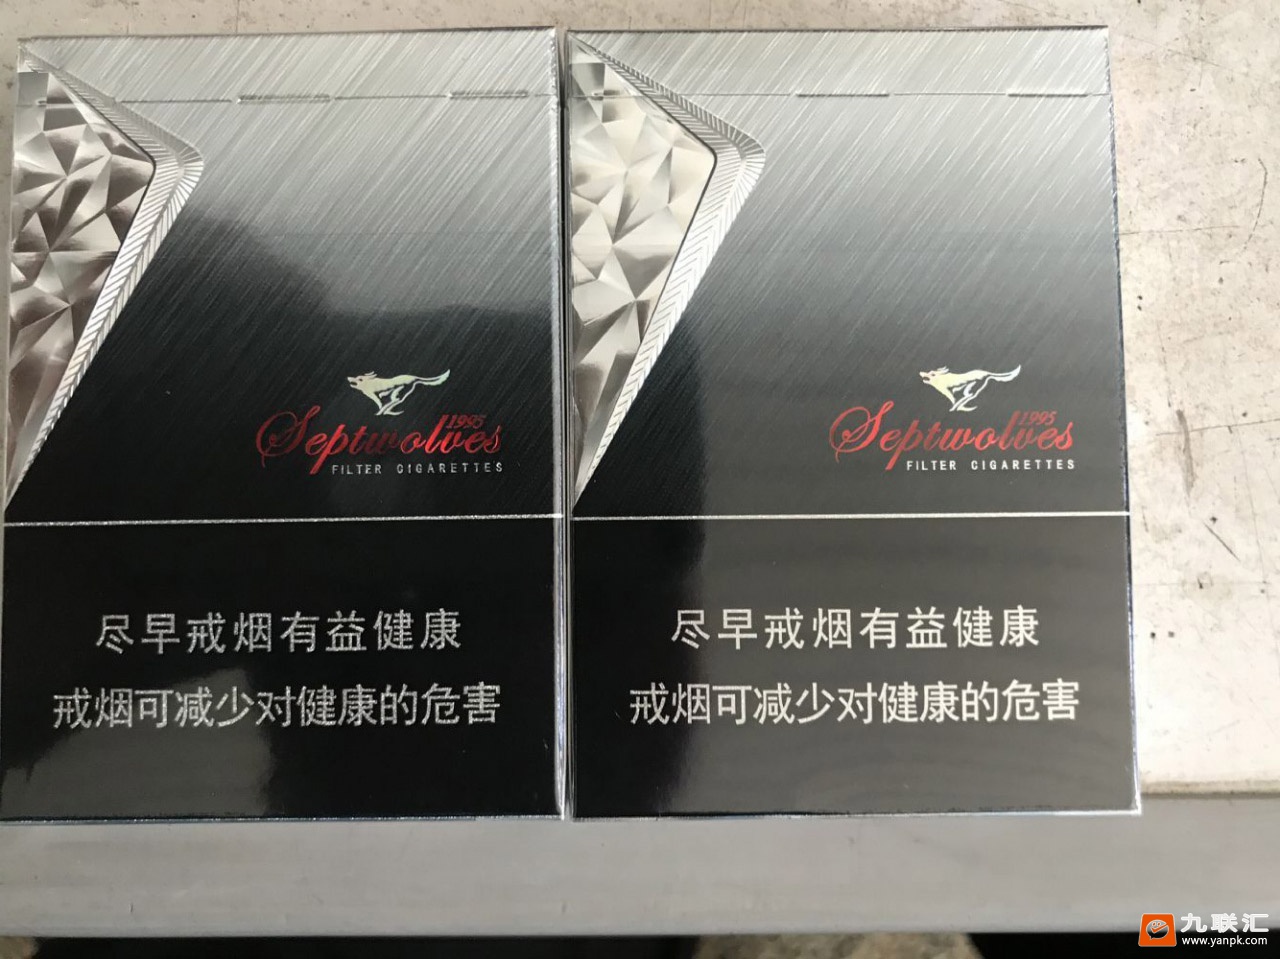 1995
Septwolves
FILTER CIGARETTES
尽早戒烟有益健康
戒烟可减少对健康的危害
1995
Septwolves
FILTER CIGARETTES
尽早戒烟有益健康
戒烟可减少对健康的危害
九联汇
www.yanpk.com